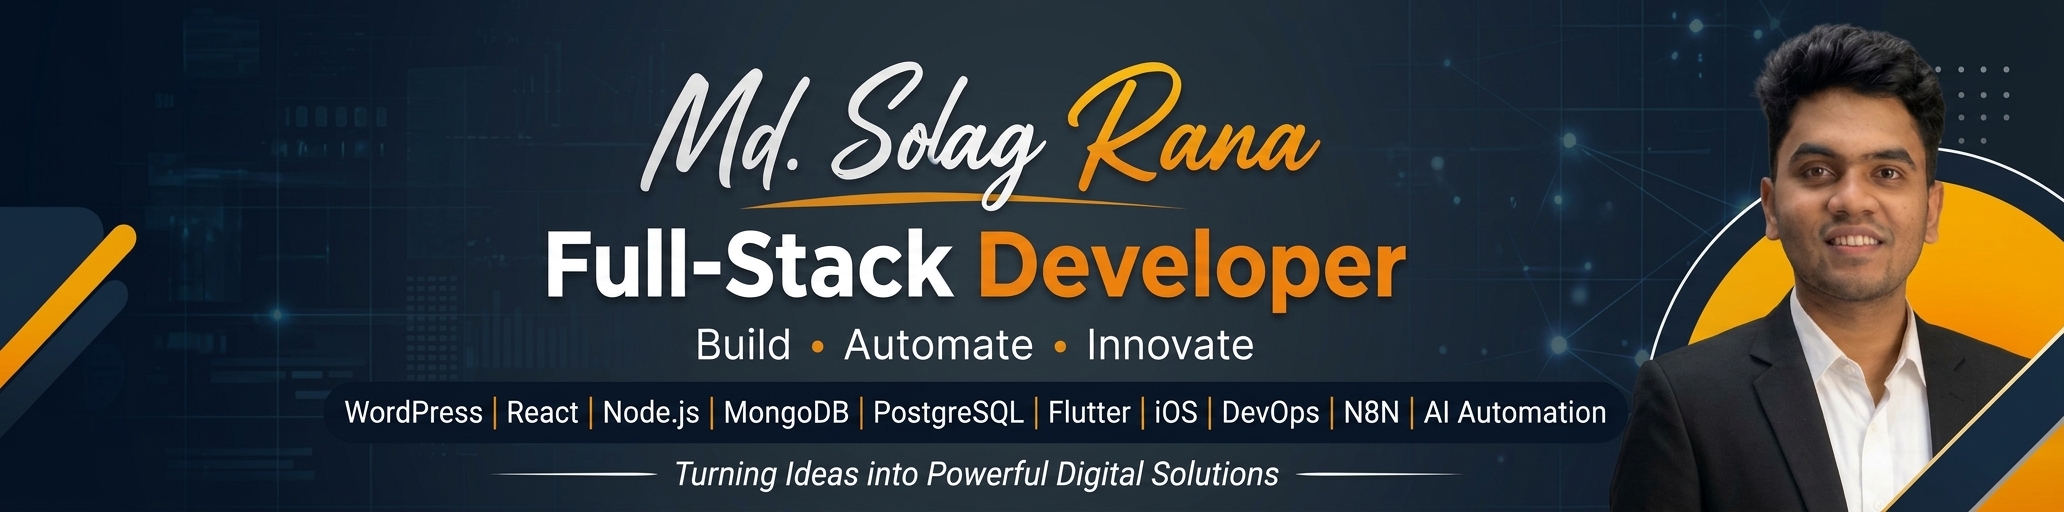 Md. Solag Rana
Full-Stack Developer
Build • Automate • Innovate
WordPress | React | Node.js | MongoDB | PostgreSQL | Flutter | iOS | DevOps | N8N | AI Automation
Turning Ideas into Powerful Digital Solutions